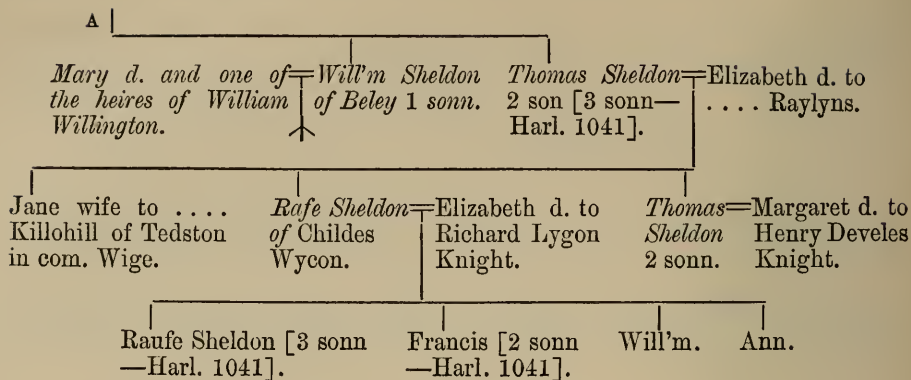 A
Mary d. and one of
the heires of William
Willington.
Will'm Sheldon
of Beley 1 sonn.
Thomas Sheldon
2 son [3 sonn—
Harl. 1041].
Elizabeth d. to
.... Raylyns.
Jane wife to ....
Killohill of Tedston
in com. Wige.
Rafe Sheldon
of Childes
Wycon.
Elizabeth d. to
Richard Lygon
Knight.
Thomas
Sheldon
2 sonn.
Margaret d. to
Henry Develes
Knight.
Raufe Sheldon [3 sonn
—Harl. 1041].
Francis [2 sonn
—Harl. 1041].
Will'm.
Ann.